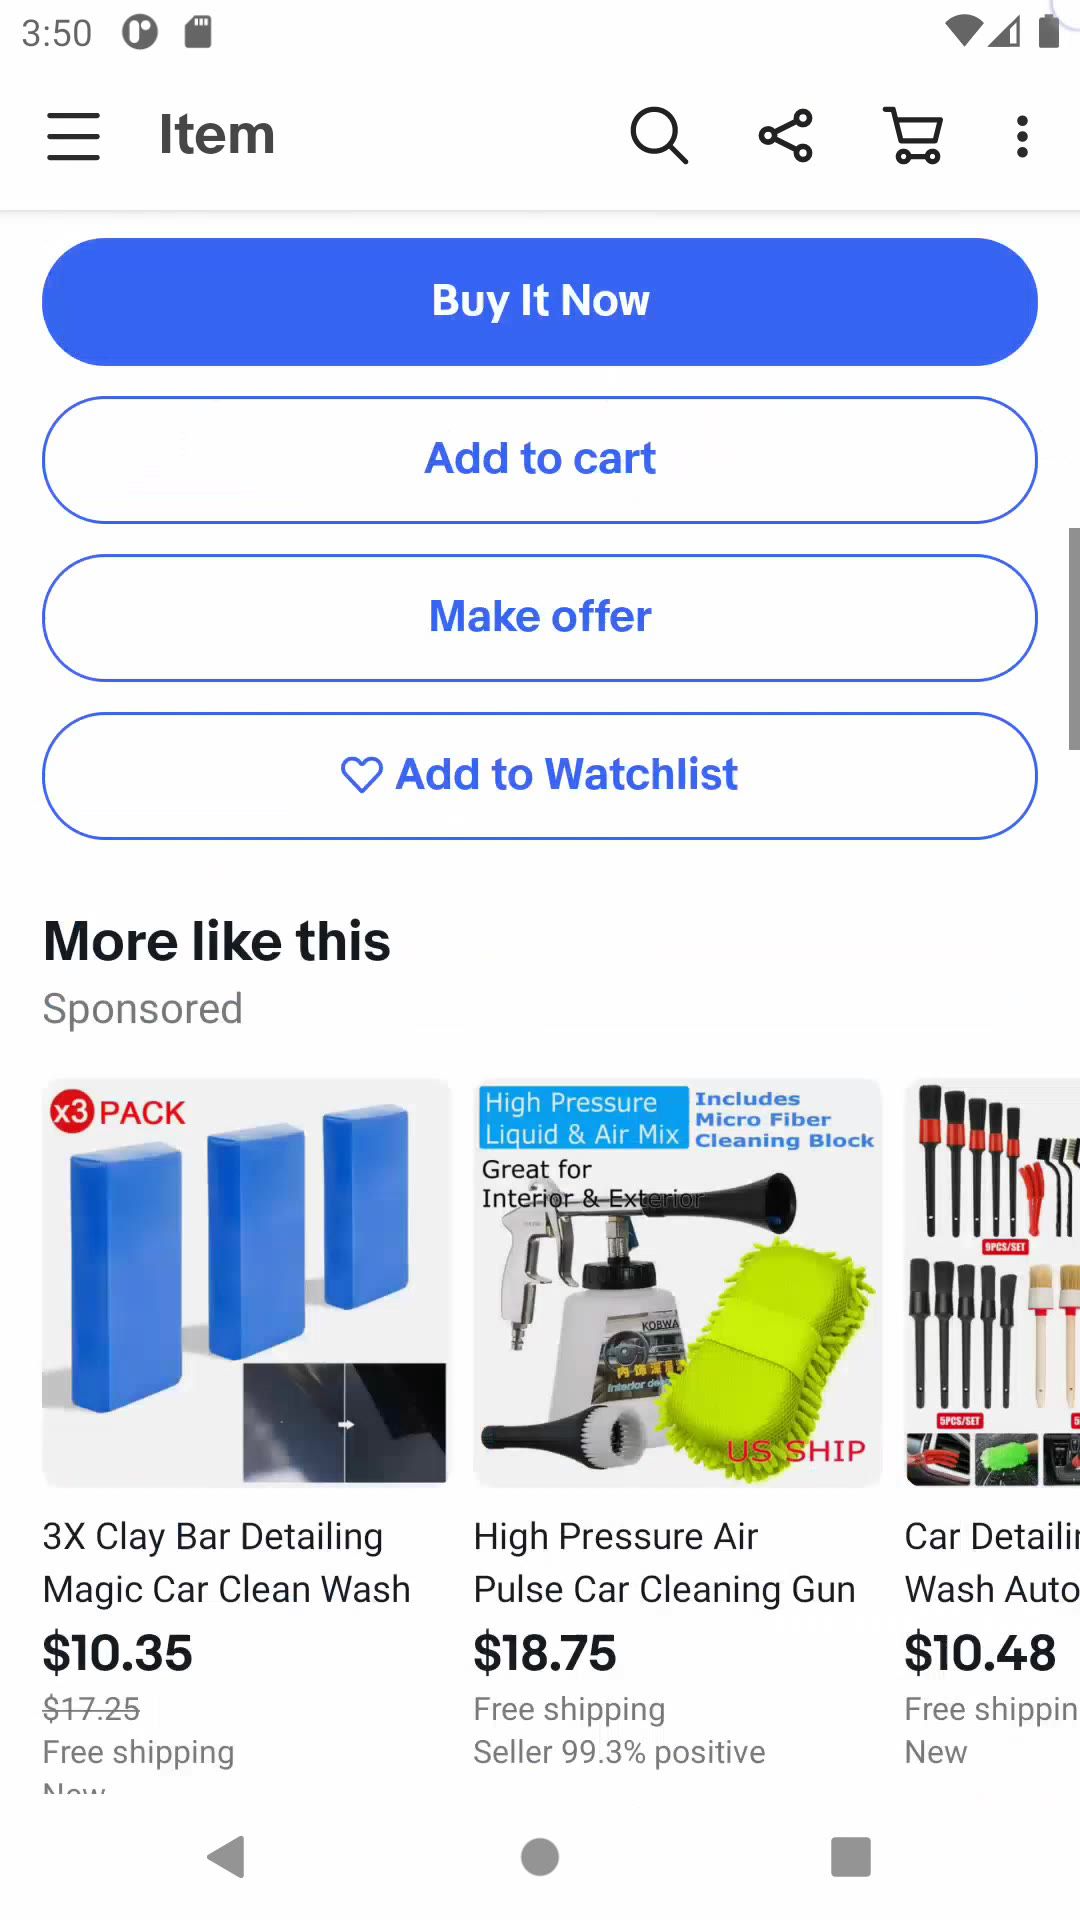 3:50
Item
Buy It Now
Add to cart
Make offer
Add to Watchlist
More like this
Sponsored
x3 PACK
High Pressure
Liquid & Air Mix
Includes
Micro Fiber
Cleaning Block
Great for
Interior & Exterior
KOBWA
Interior
US SHIP
9PCS/SET
5PCS/SET
3X Clay Bar Detailing
Magic Car Clean Wash
$10.35
$17.25
Free shipping
New
High Pressure Air
Pulse Car Cleaning Gun
$18.75
Free shipping
Seller 99.3% positive
Car Detailin
Wash Auto
$10.48
Free shippin
New